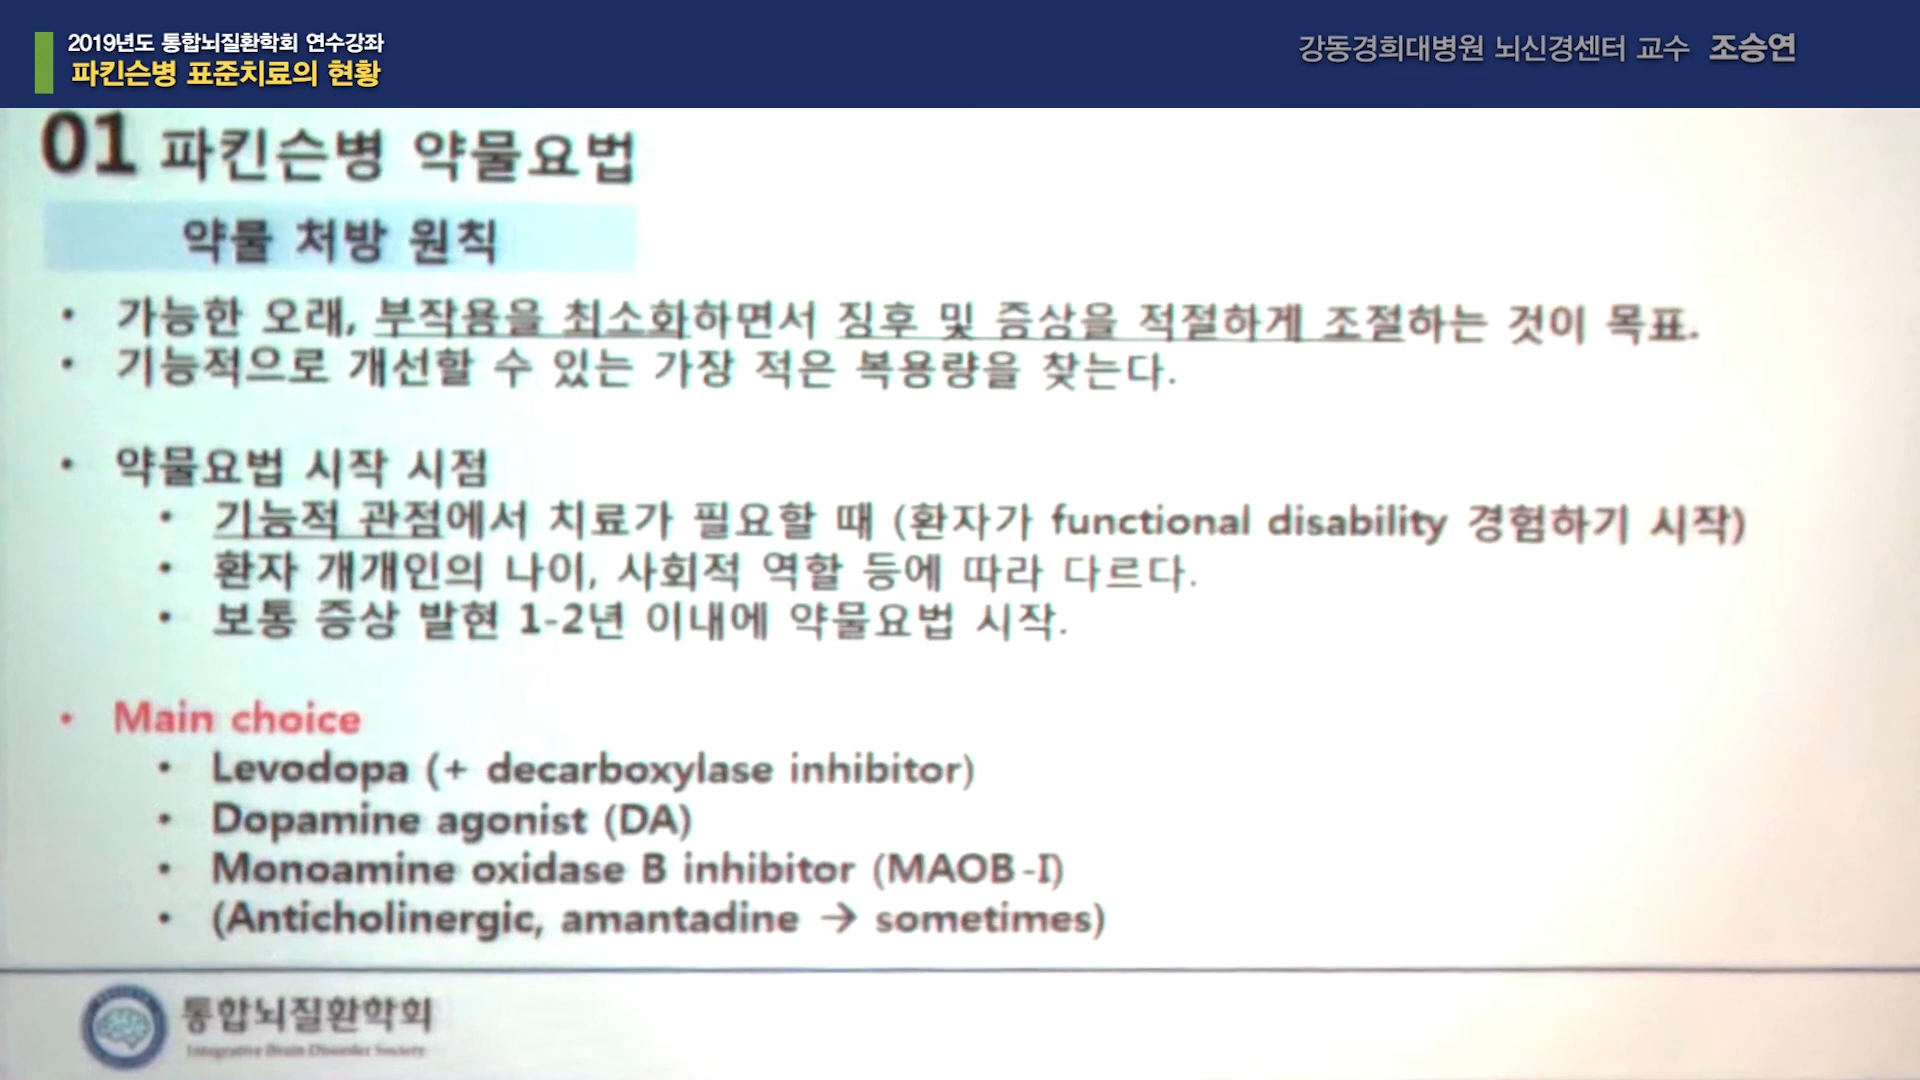 2019년도 통합뇌질환학회 연수강좌
파킨슨병 표준치료의 현황
강동경희대병원 뇌신경센터 교수 조승연
01 파킨슨병 약물요법
약물 처방 원칙
• 가능한 오래, 부작용을 최소화하면서 징후 및 증상을 적절하게 조절하는 것이 목표.
• 기능적으로 개선할 수 있는 가장 적은 복용량을 찾는다.
• 약물요법 시작 시점
• 기능적 관점에서 치료가 필요할 때 (환자가 functional disability 경험하기 시작)
• 환자 개개인의 나이, 사회적 역할 등에 따라 다르다.
• 보통 증상 발현 1-2년 이내에 약물요법 시작.
• Main choice
• Levodopa (+ decarboxylase inhibitor)
• Dopamine agonist (DA)
• Monoamine oxidase B inhibitor (MAOB-I)
• (Anticholinergic, amantadine → sometimes)
통합뇌질환학회
Integrative Brain Disorder Society